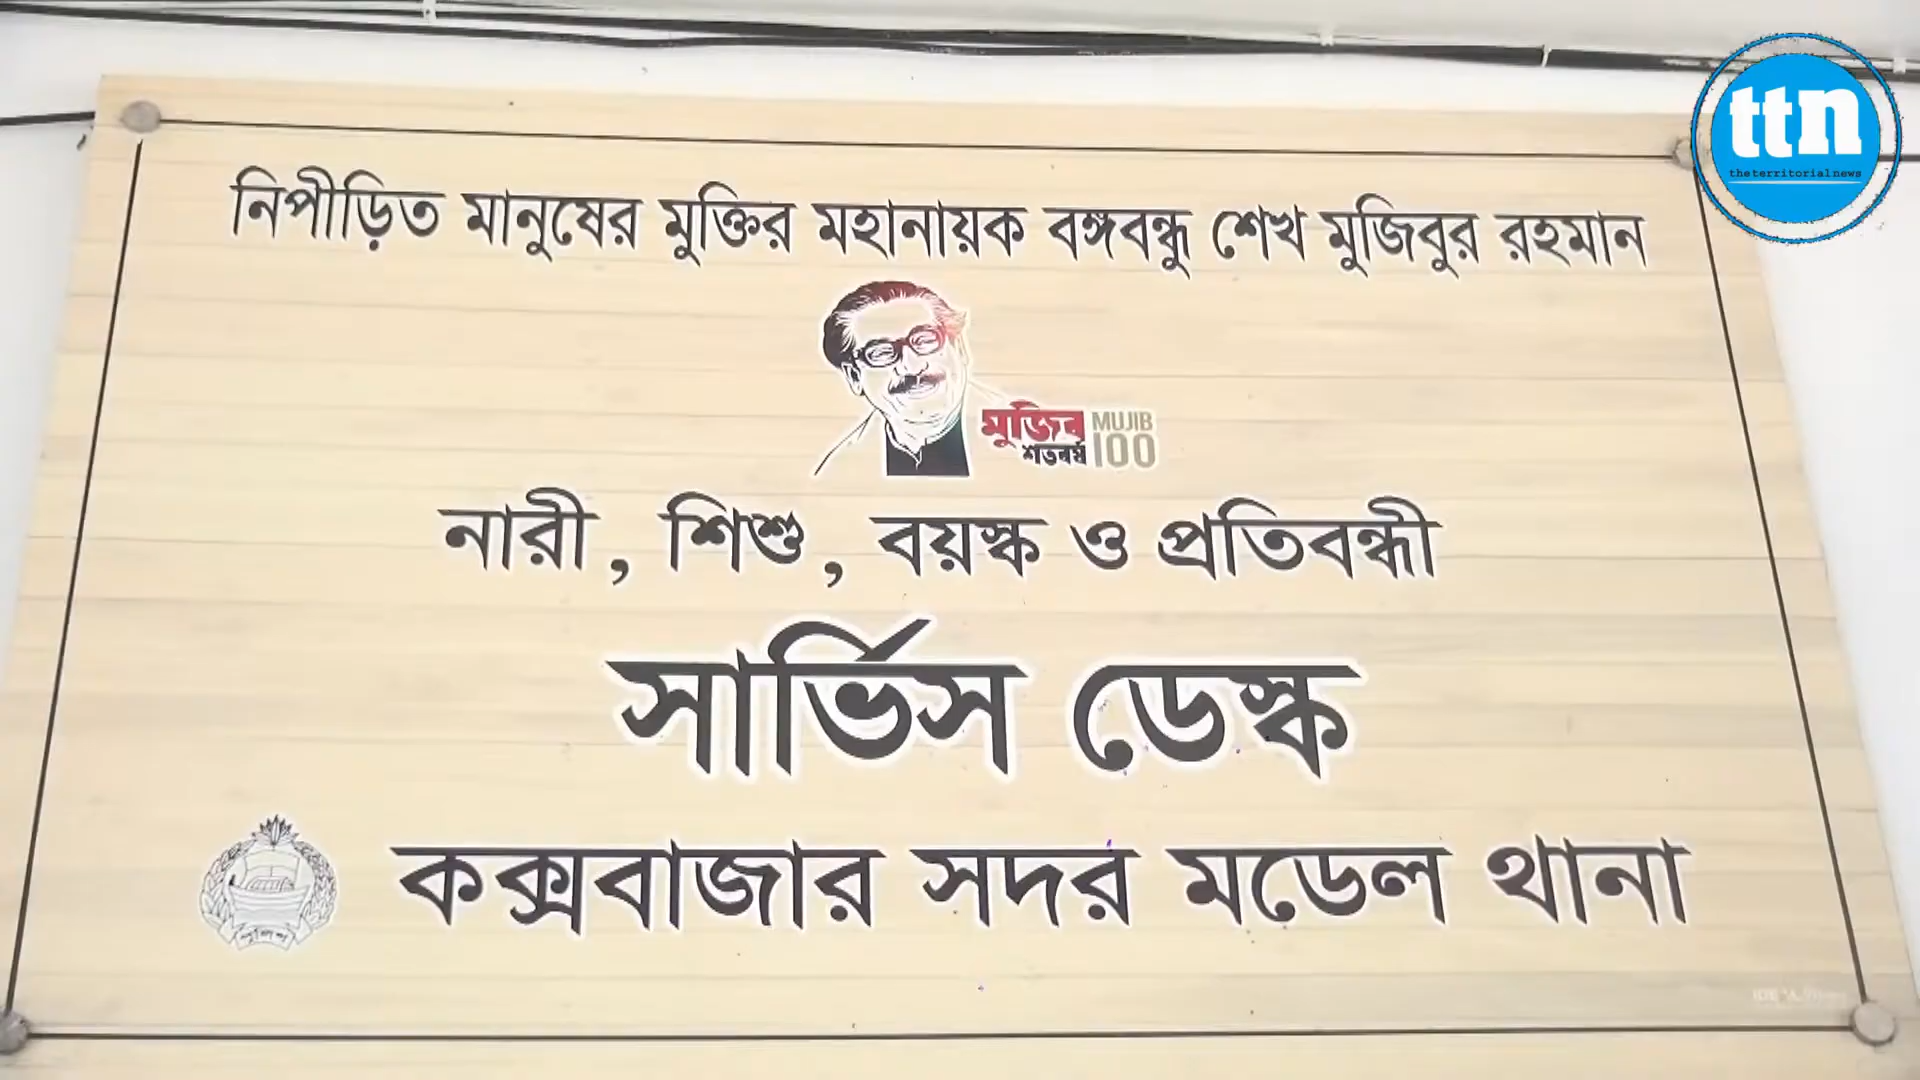 ttn
theterritorialnews
নিপীড়িত মানুষের মুক্তির মহানায়ক বঙ্গবন্ধু শেখ মুজিবুর রহমান
মুজিব MUJIB
শতবর্ষ 100
নারী, শিশু, বয়স্ক ও প্রতিবন্ধী
সার্ভিস ডেস্ক
কক্সবাজার সদর মডেল থানা
পুলিশ